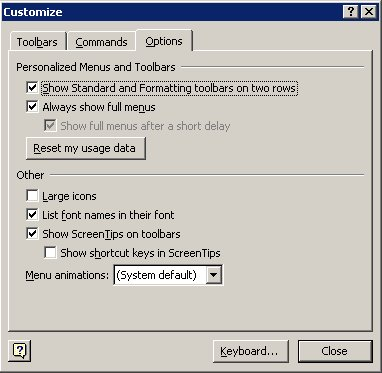 Customize
Toolbars Commands Options
Personalized Menus and Toolbars
Show Standard and Formatting toolbars on two rows
Always show full menus
Show full menus after a short delay
Reset my usage data
Other
Large icons
List font names in their font
Show ScreenTips on toolbars
Show shortcut keys in ScreenTips
Menu animations: (System default)
Keyboard... Close